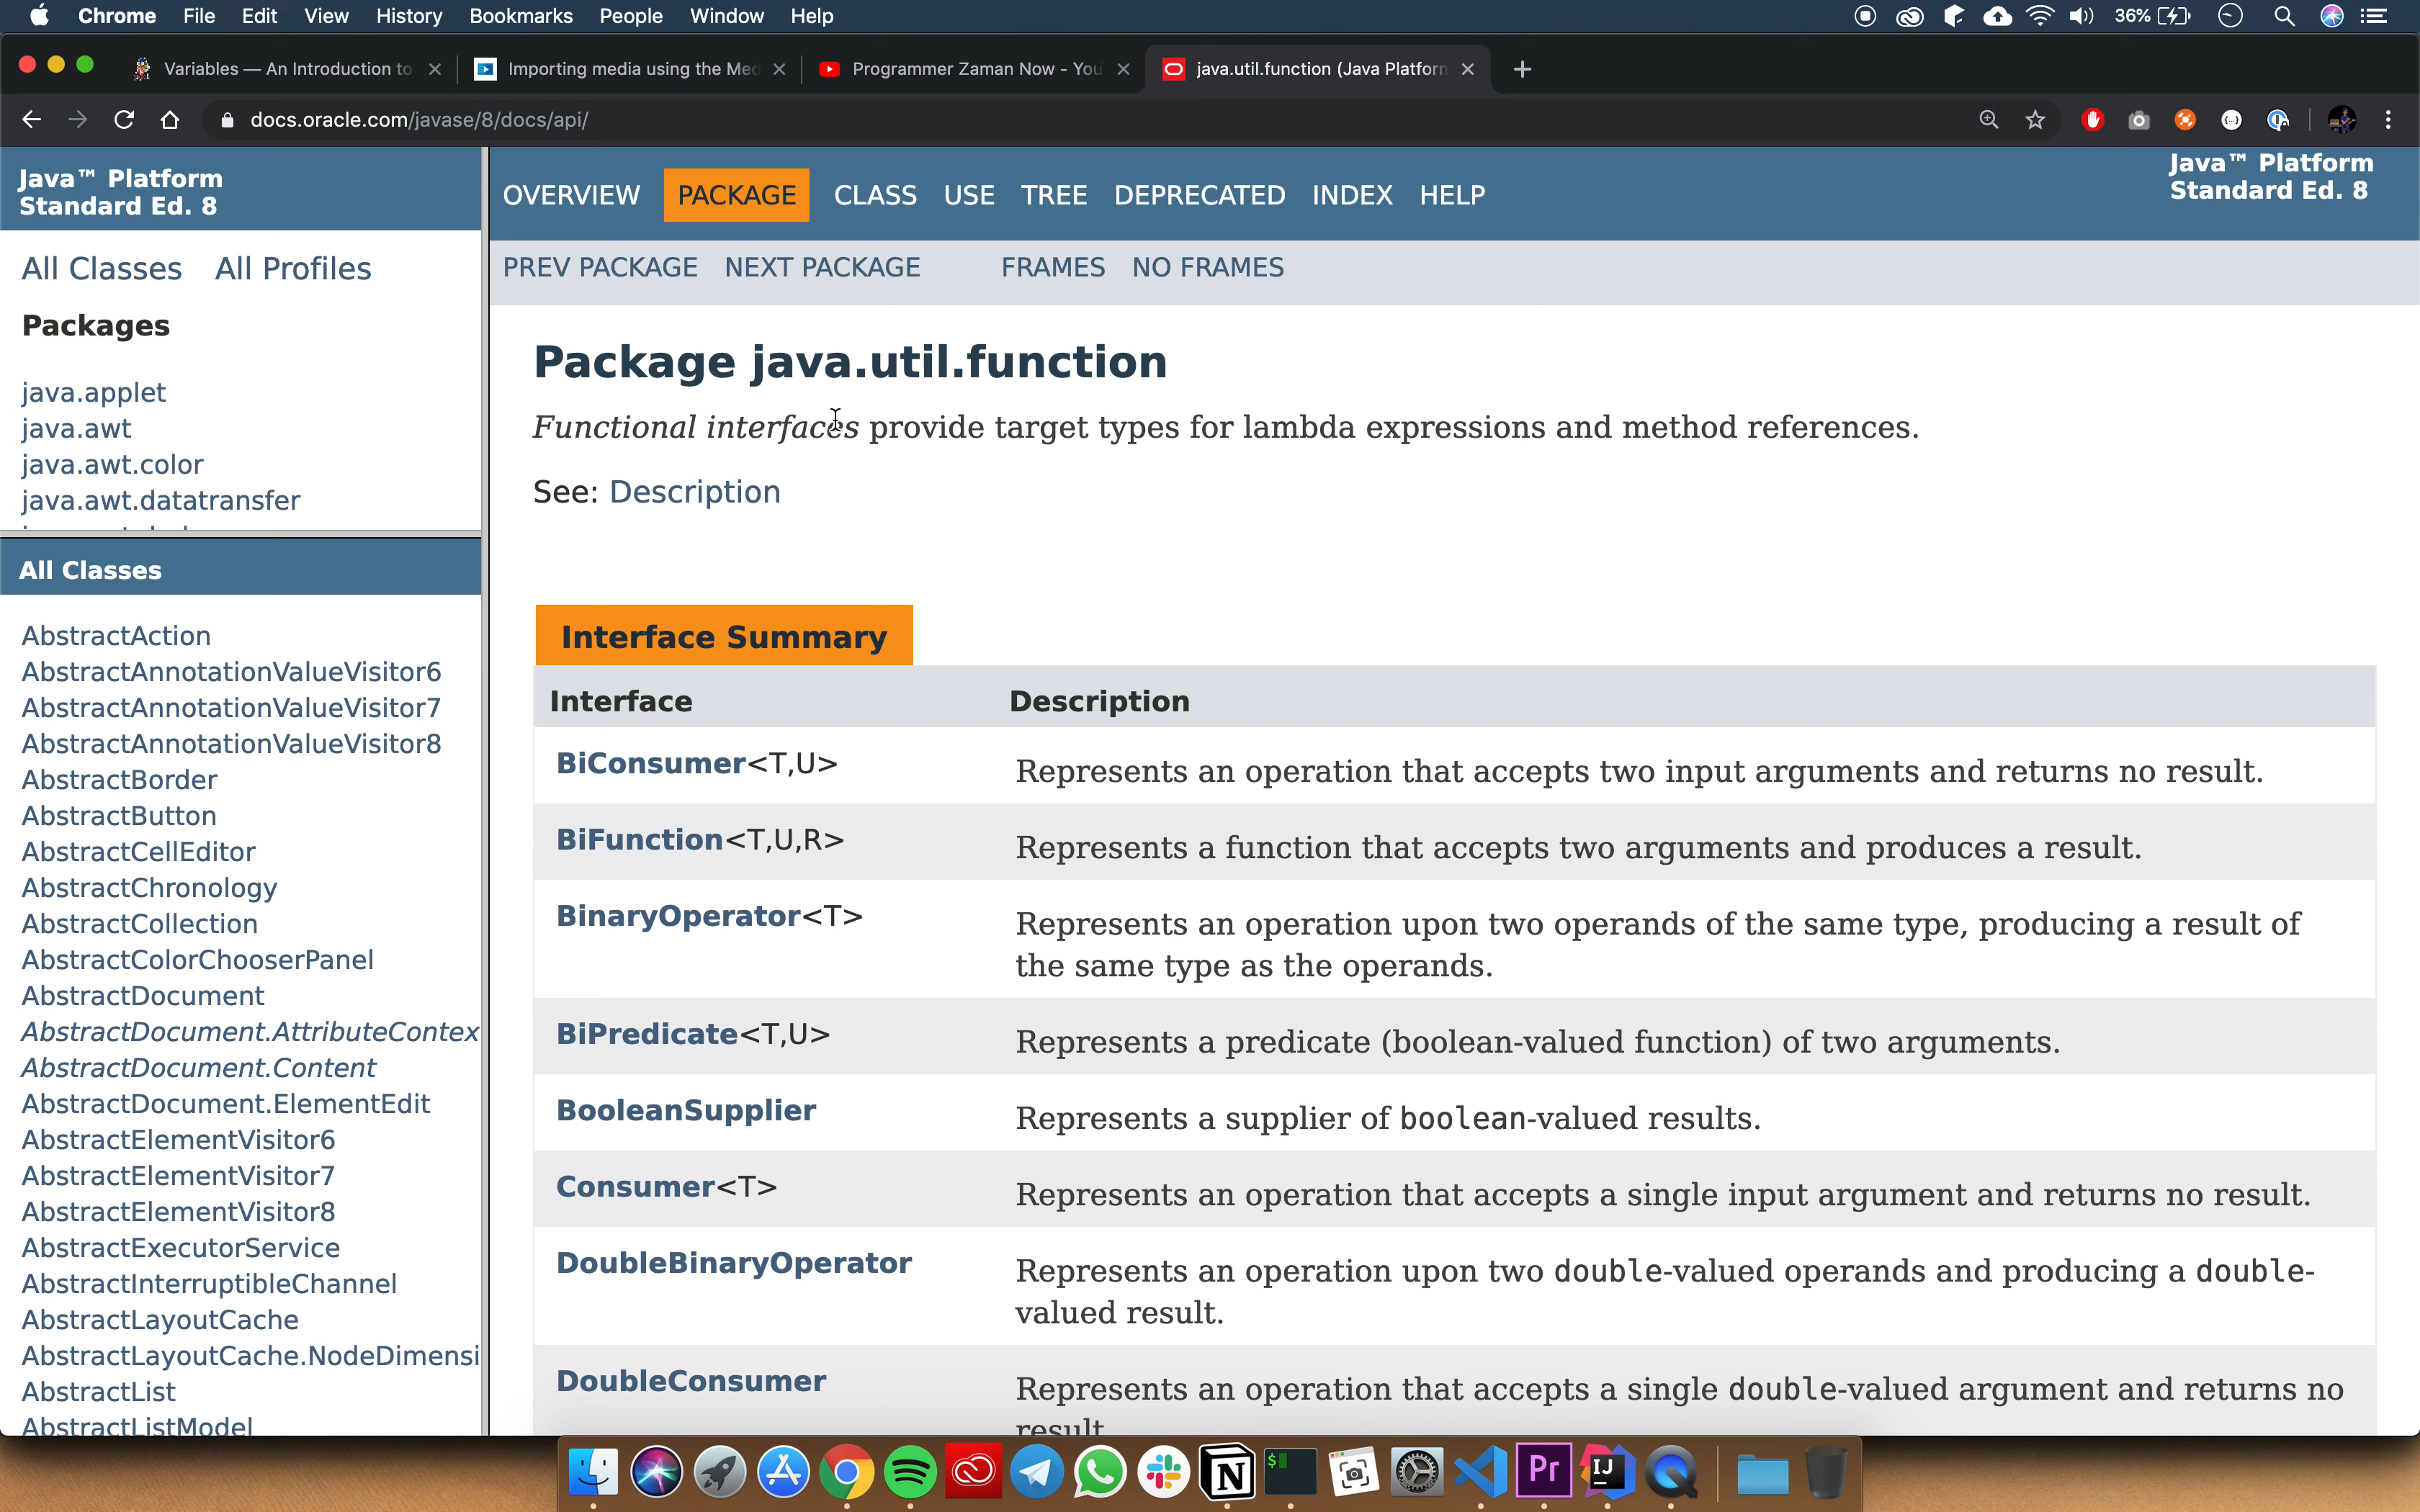 Chrome File Edit View History Bookmarks People Window Help 36%
Variables — An Introduction to Importing media using the Med Programmer Zaman Now - You java.util.function (Java Platform
docs.oracle.com/javase/8/docs/api/
Java™ Platform
Standard Ed. 8
All Classes All Profiles
Packages
java.applet
java.awt
java.awt.color
java.awt.datatransfer
All Classes
AbstractAction
AbstractAnnotationValueVisitor6
AbstractAnnotationValueVisitor7
AbstractAnnotationValueVisitor8
AbstractBorder
AbstractButton
AbstractCellEditor
AbstractChronology
AbstractCollection
AbstractColorChooserPanel
AbstractDocument
AbstractDocument.AttributeContex
AbstractDocument.Content
AbstractDocument.ElementEdit
AbstractElementVisitor6
AbstractElementVisitor7
AbstractElementVisitor8
AbstractExecutorService
AbstractInterruptibleChannel
AbstractLayoutCache
AbstractLayoutCache.NodeDimensi
AbstractList
AbstractListModel
OVERVIEW PACKAGE CLASS USE TREE DEPRECATED INDEX HELP
Java™ Platform
Standard Ed. 8
PREV PACKAGE NEXT PACKAGE FRAMES NO FRAMES
Package java.util.function
Functional interfaces provide target types for lambda expressions and method references.
See: Description
Interface Summary
Interface Description
BiConsumer<T,U> Represents an operation that accepts two input arguments and returns no result.
BiFunction<T,U,R> Represents a function that accepts two arguments and produces a result.
BinaryOperator<T> Represents an operation upon two operands of the same type, producing a result of
the same type as the operands.
BiPredicate<T,U> Represents a predicate (boolean-valued function) of two arguments.
BooleanSupplier Represents a supplier of boolean-valued results.
Consumer<T> Represents an operation that accepts a single input argument and returns no result.
DoubleBinaryOperator Represents an operation upon two double-valued operands and producing a double-
valued result.
DoubleConsumer Represents an operation that accepts a single double-valued argument and returns no
result
N $ Pr IJ